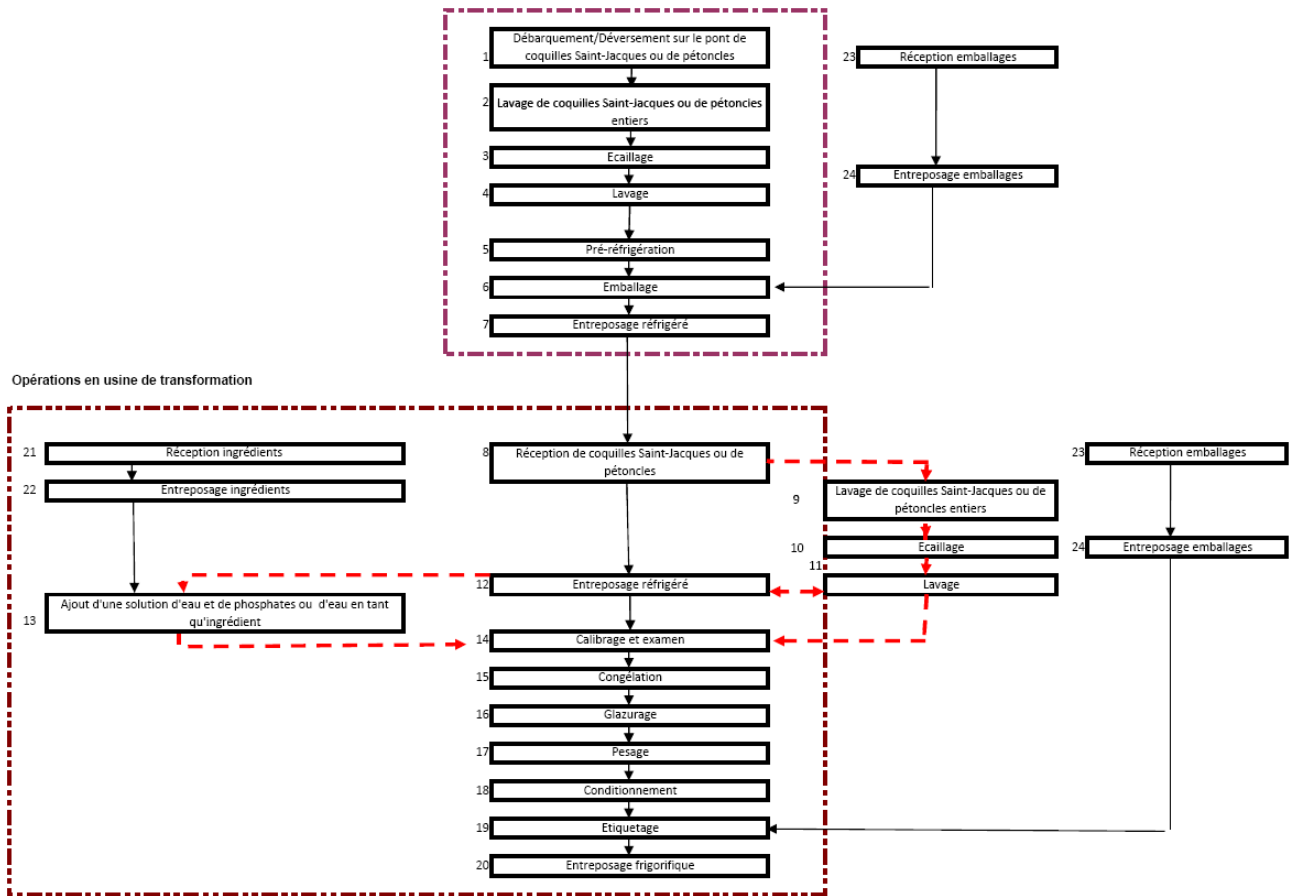 1
Débarquement/Déversement sur le pont de
coquilles Saint-Jacques ou de pétoncles
23
Réception emballages
2
Lavage de coquilies Saint-Jacques ou de pétoncies
entiers
3
Ecaillage
24
Entreposage emballages
4
Lavage
5
Pré-réfrigération
6
Emballage
7
Entreposage réfrigéré
Opérations en usine de transformation
21
Réception ingrédients
8
Réception de coquilles Saint-Jacques ou de
pétoncles
23
Réception emballages
22
Entreposage ingrédients
9
Lavage de coquilles Saint-Jacques ou de
pétoncles entiers
10
Ecaillage
24
Entreposage emballages
11
12
Entreposage réfrigéré
Lavage
13
Ajout d'une solution d'eau et de phosphates ou d'eau en tant
qu'ingrédient
14
Calibrage et examen
15
Congélation
16
Glazurage
17
Pesage
18
Conditionnement
19
Etiquetage
20
Entreposage frigorifique